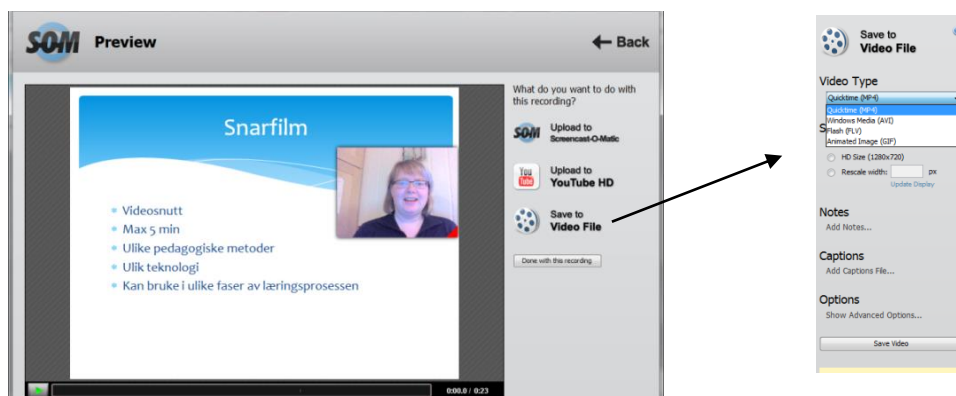 SOM Preview
Back
What do you want to do with
this recording?
SOM Upload to
Screencast-O-Matic
You Tube Upload to
YouTube HD
Save to
Video File
Done with this recording
Snarfilm
Videosnutt
Max 5 min
Ulike pedagogiske metoder
Ulik teknologi
Kan bruke i ulike faser av læringsprosessen
0:00.0 / 0:23
Save to
Video File
Video Type
Quicktime (MP4)
Quicktime (MP4)
Windows Media (AVI)
S
Flash (FLV)
Animated Image (GIF)
HD Size (1280x720)
Rescale width: px
Update Display
Notes
Add Notes...
Captions
Add Captions File...
Options
Show Advanced Options...
Save Video